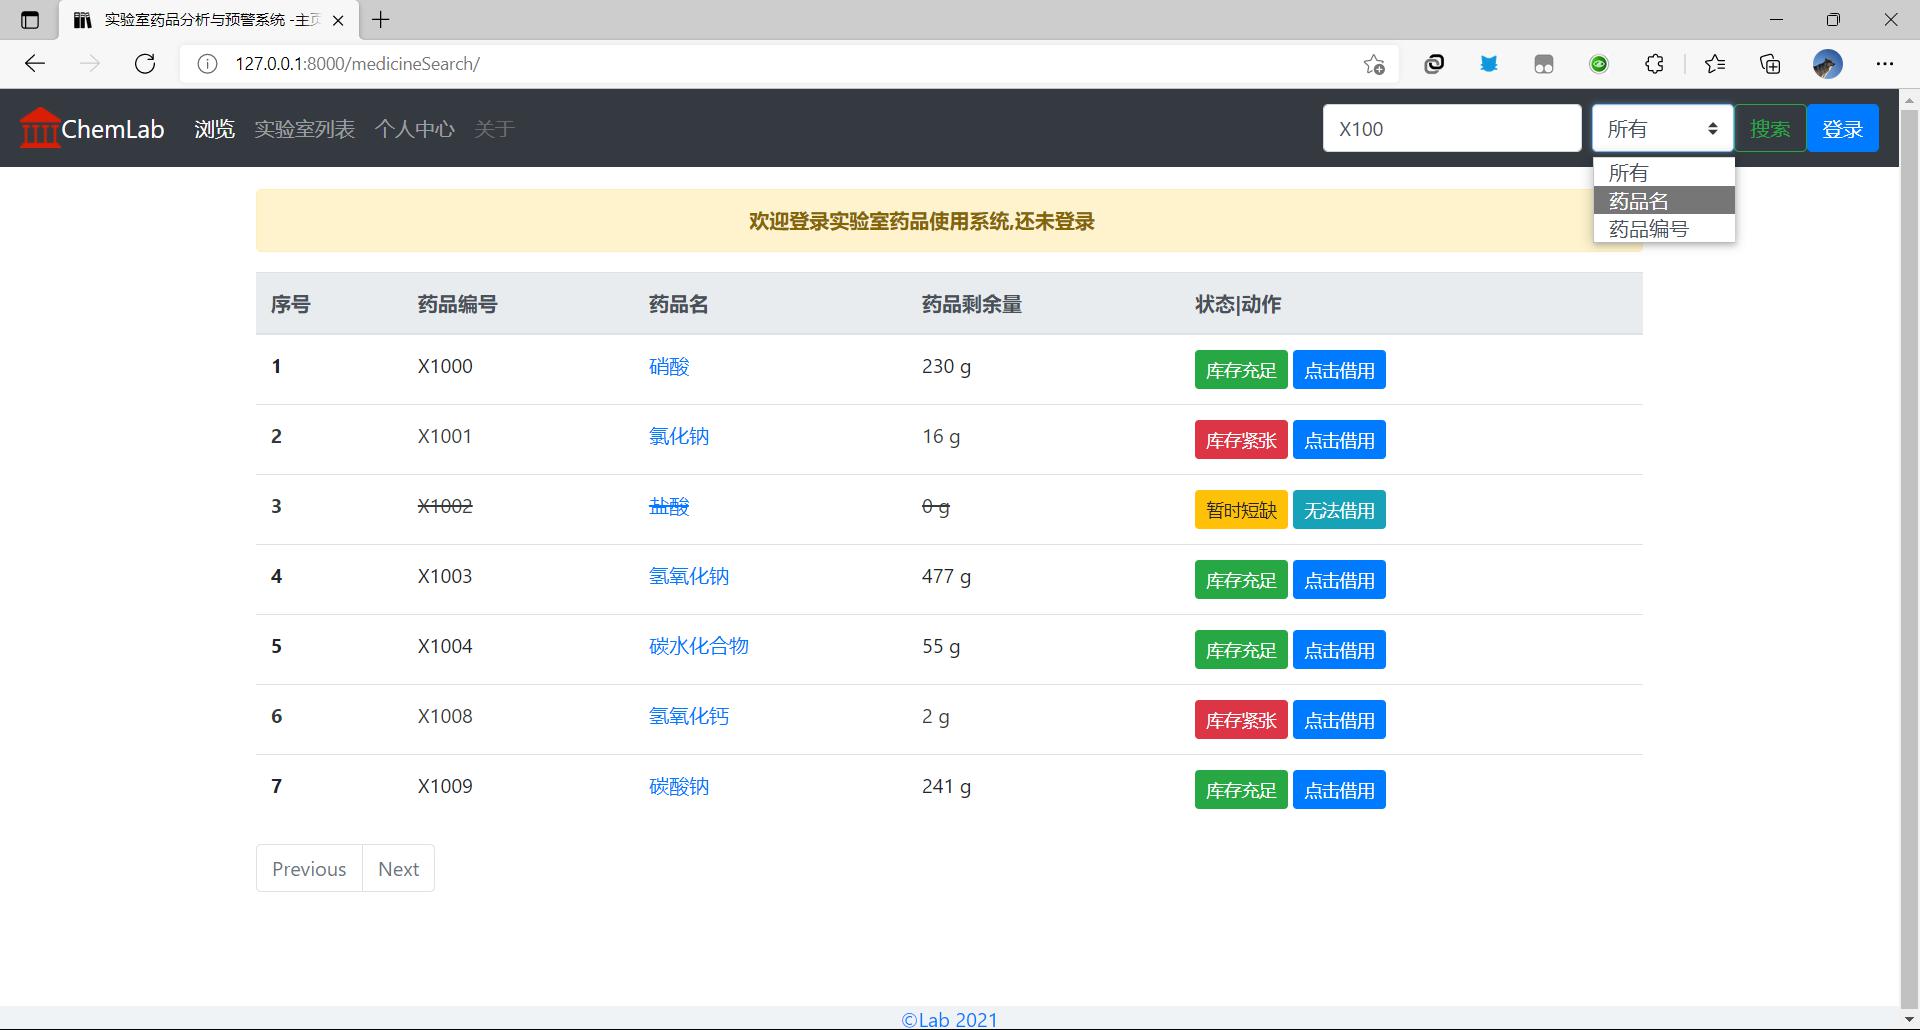 实验室药品分析与预警系统 -主页
127.0.0.1:8000/medicineSearch/
ChemLab 浏览 实验室列表 个人中心 关于 X100 所有 搜索 登录
所有
药品名
药品编号
欢迎登录实验室药品使用系统,还未登录
序号 药品编号 药品名 药品剩余量 状态|动作
1 X1000 硝酸 230 g 库存充足 点击借用
2 X1001 氯化钠 16 g 库存紧张 点击借用
3 X1002 盐酸 0 g 暂时短缺 无法借用
4 X1003 氢氧化钠 477 g 库存充足 点击借用
5 X1004 碳水化合物 55 g 库存充足 点击借用
6 X1008 氢氧化钙 2 g 库存紧张 点击借用
7 X1009 碳酸钠 241 g 库存充足 点击借用
Previous Next
©Lab 2021